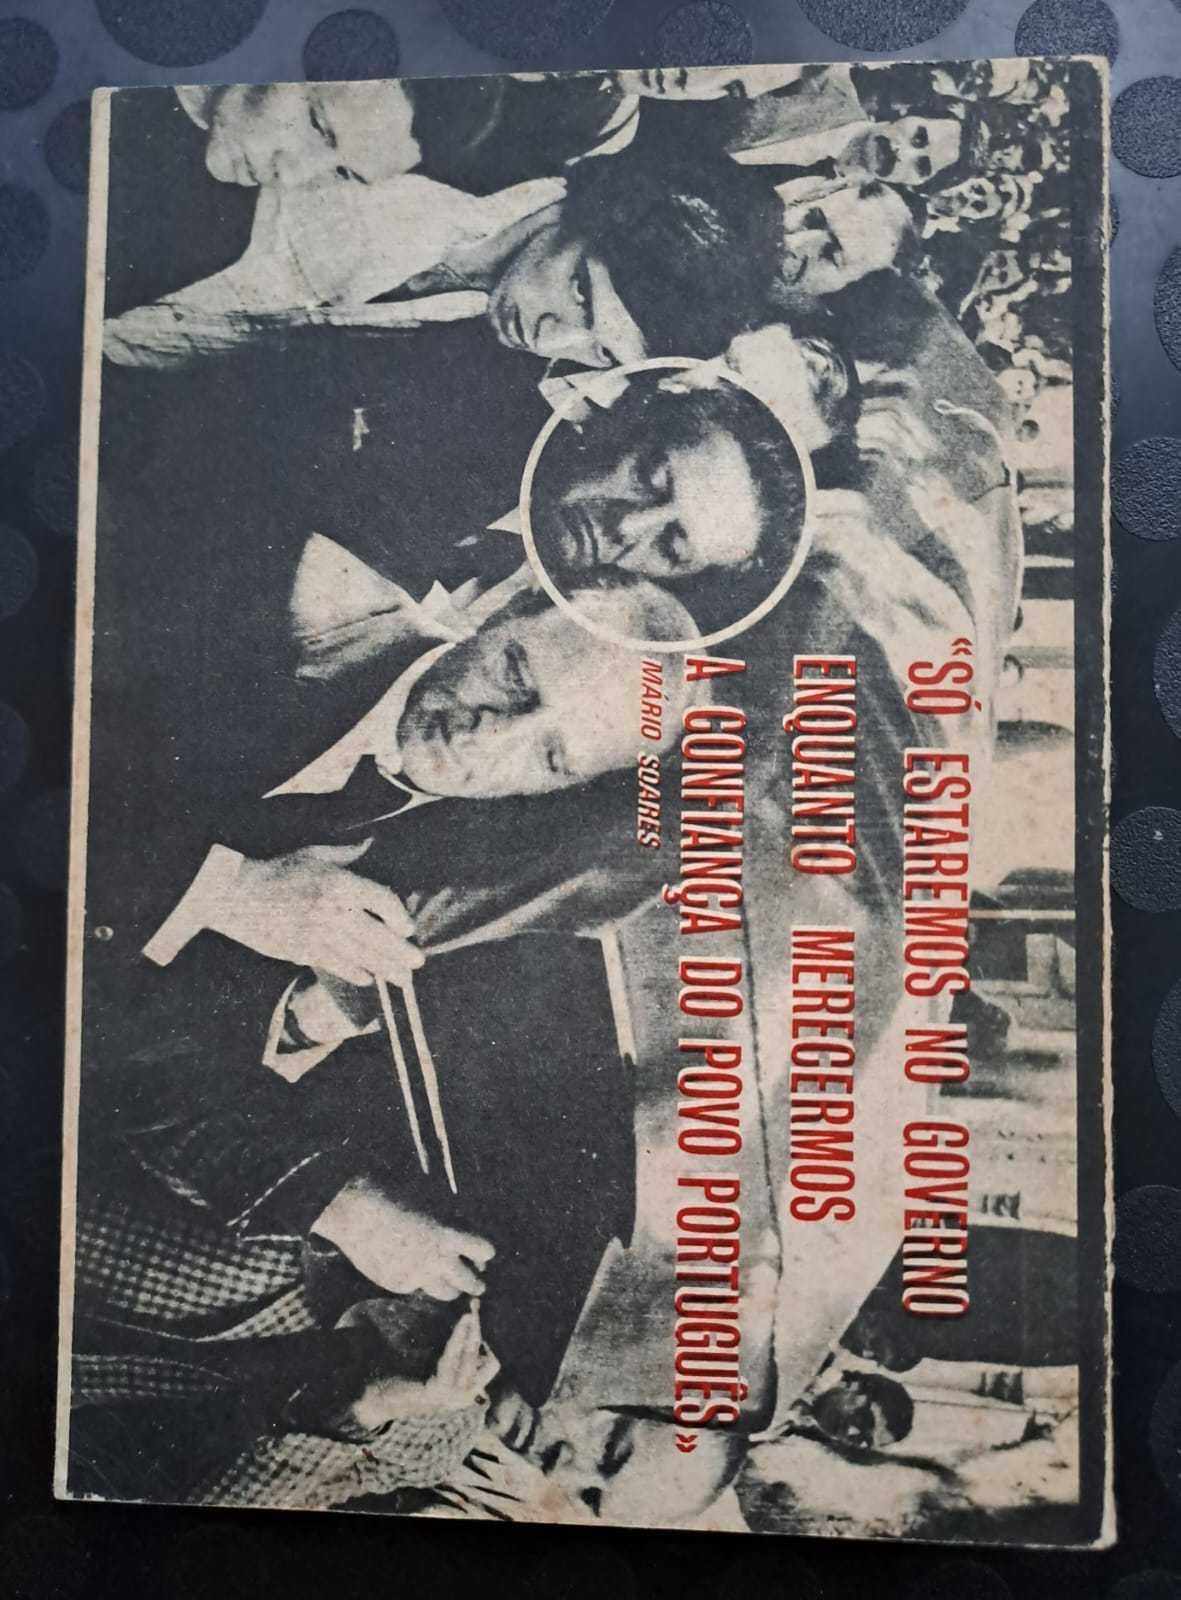 «SÓ ESTAREMOS NO GOVERNO
ENQUANTO MERECERMOS
A CONFIANÇA DO POVO PORTUGUÊS»
MÁRIO SOARES